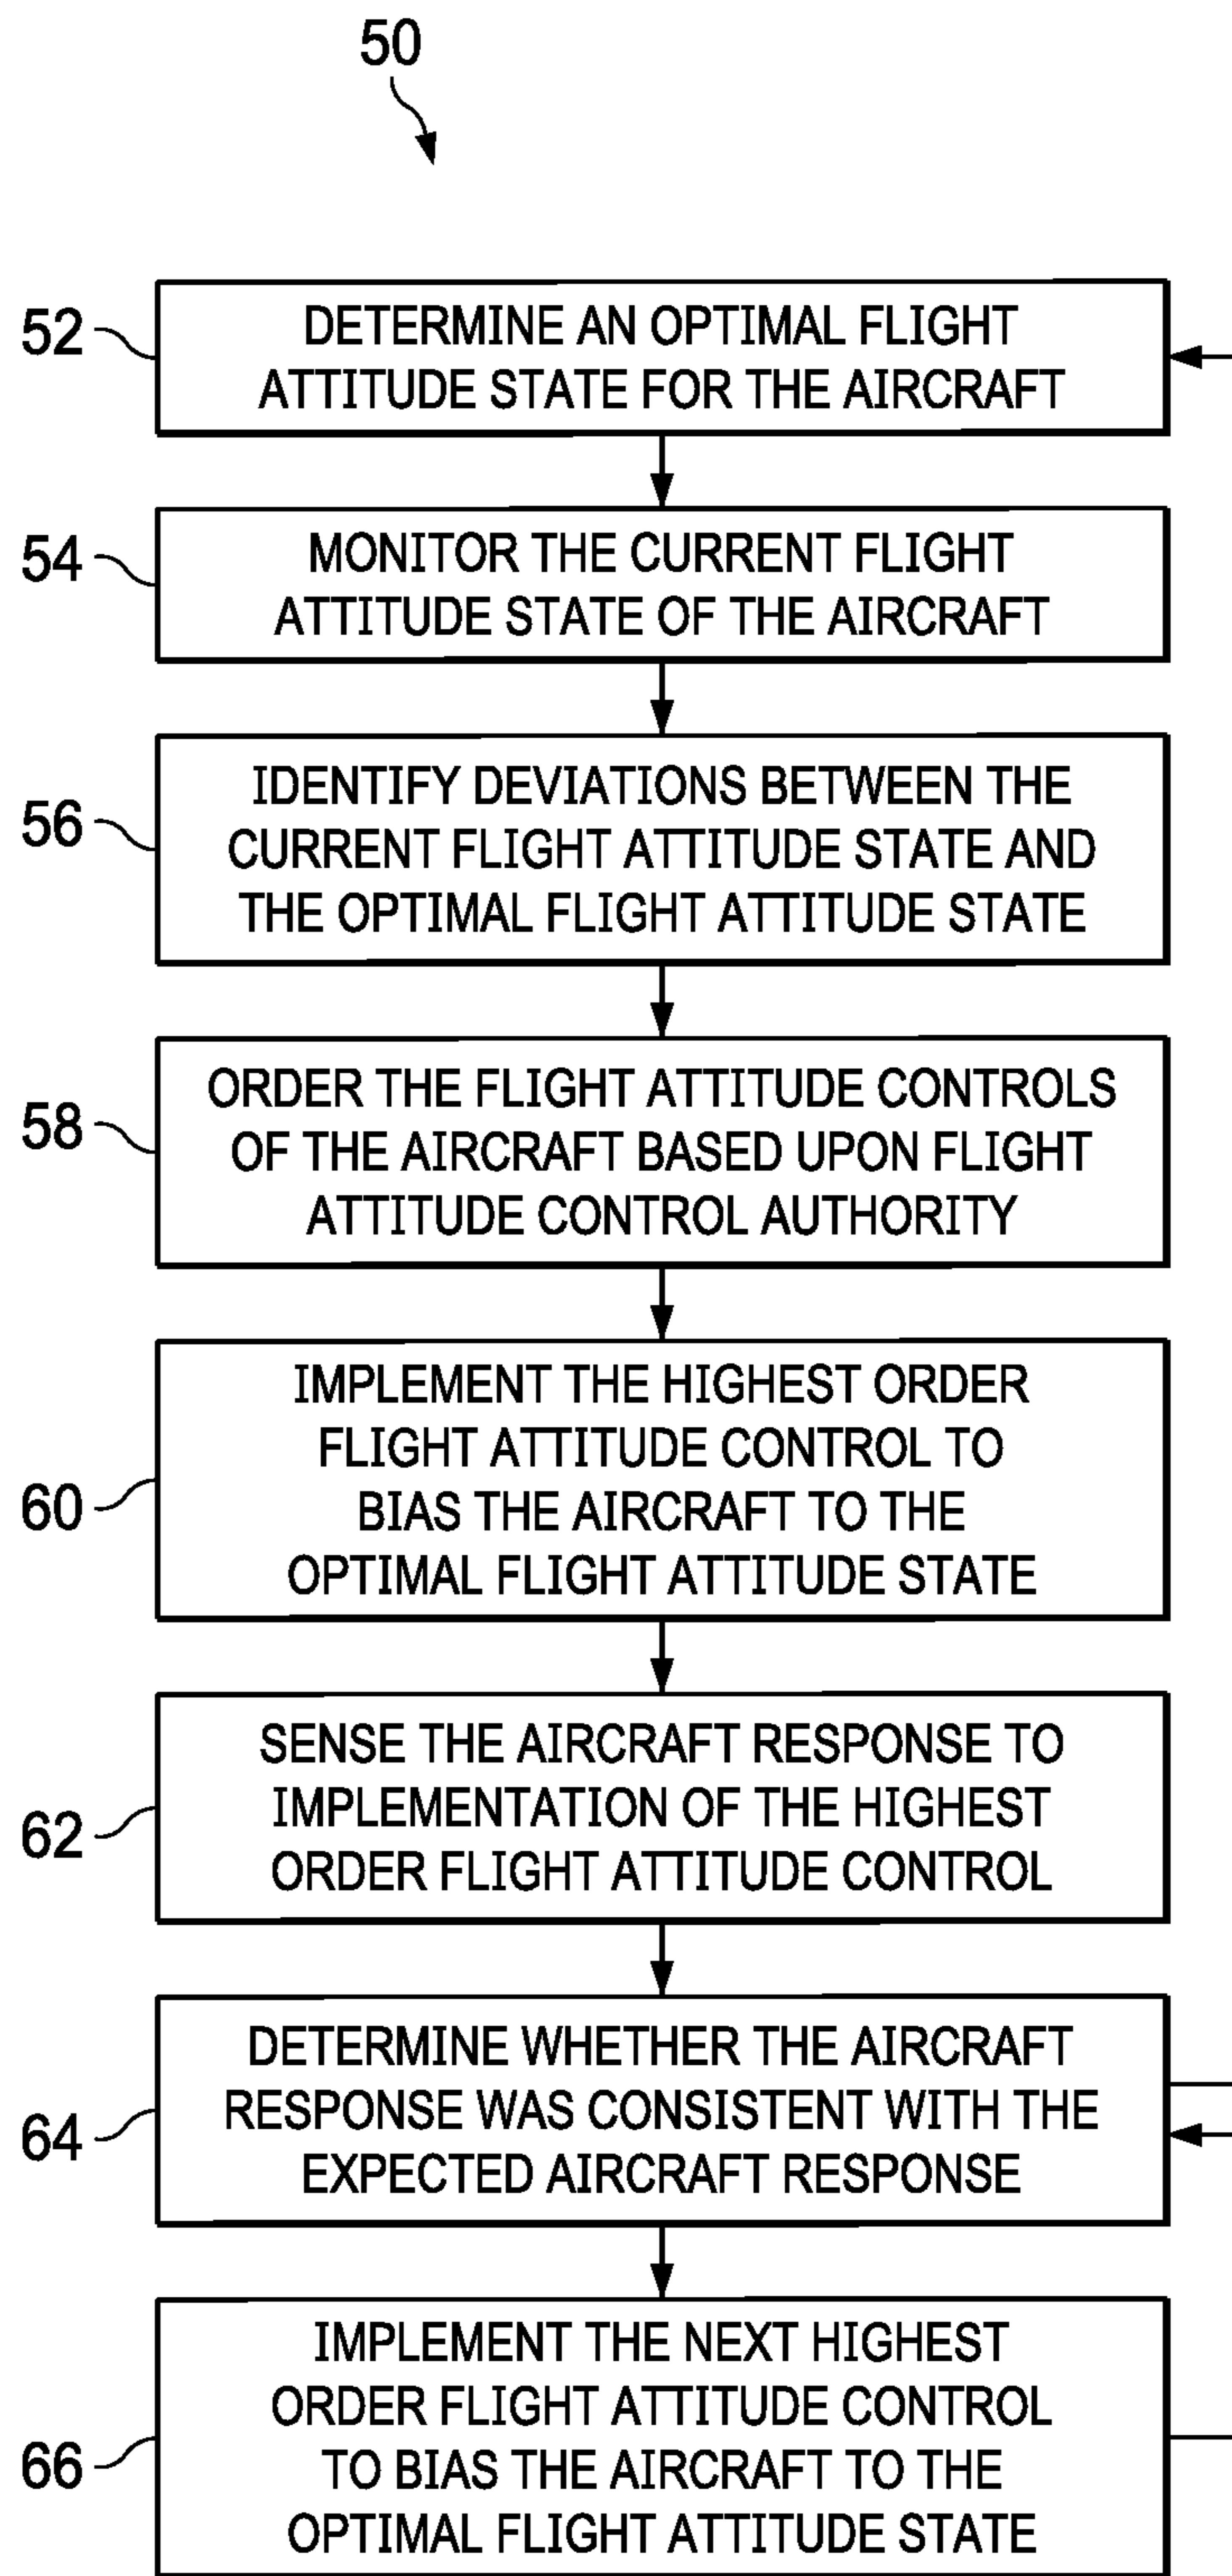 50
52
DETERMINE AN OPTIMAL FLIGHT
ATTITUDE STATE FOR THE AIRCRAFT
54
MONITOR THE CURRENT FLIGHT
ATTITUDE STATE OF THE AIRCRAFT
56
IDENTIFY DEVIATIONS BETWEEN THE
CURRENT FLIGHT ATTITUDE STATE AND
THE OPTIMAL FLIGHT ATTITUDE STATE
58
ORDER THE FLIGHT ATTITUDE CONTROLS
OF THE AIRCRAFT BASED UPON FLIGHT
ATTITUDE CONTROL AUTHORITY
60
IMPLEMENT THE HIGHEST ORDER
FLIGHT ATTITUDE CONTROL TO
BIAS THE AIRCRAFT TO THE
OPTIMAL FLIGHT ATTITUDE STATE
62
SENSE THE AIRCRAFT RESPONSE TO
IMPLEMENTATION OF THE HIGHEST
ORDER FLIGHT ATTITUDE CONTROL
64
DETERMINE WHETHER THE AIRCRAFT
RESPONSE WAS CONSISTENT WITH THE
EXPECTED AIRCRAFT RESPONSE
66
IMPLEMENT THE NEXT HIGHEST
ORDER FLIGHT ATTITUDE CONTROL
TO BIAS THE AIRCRAFT TO THE
OPTIMAL FLIGHT ATTITUDE STATE